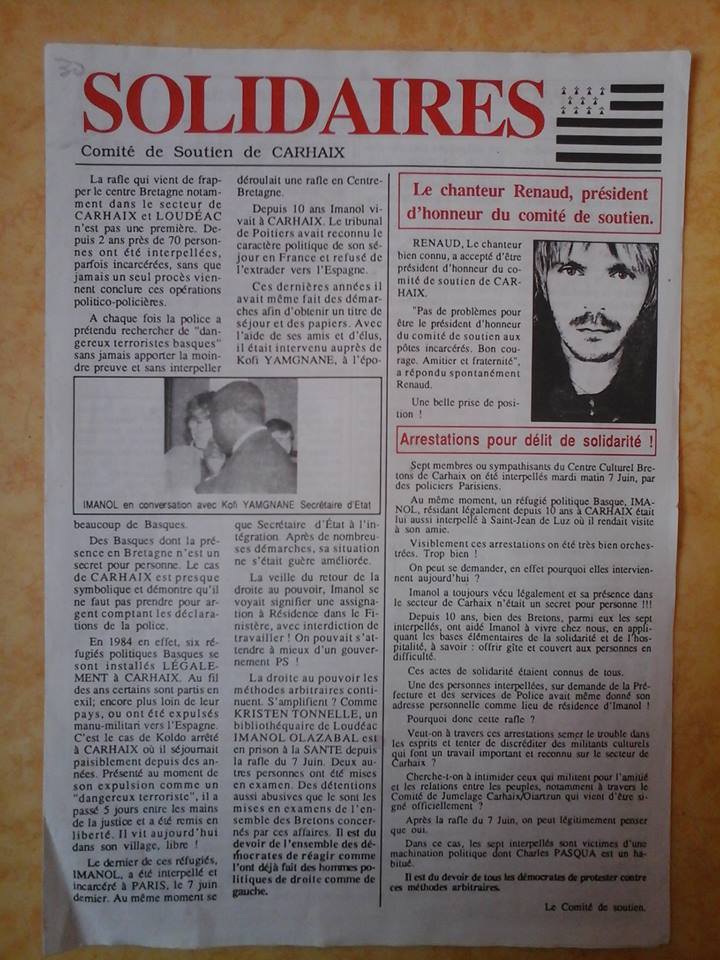 30
SOLIDAIRES
Comité de Soutien de CARHAIX
La rafle qui vient de frap-
per le centre Bretagne notam-
ment dans le secteur de
CARHAIX et LOUDÉAC
n'est pas une première. De-
puis 2 ans près de 70 person-
nes ont été interpellées,
parfois incarcérées, sans que
jamais un seul procès vien-
nent conclure ces opérations
politico-policières.
A chaque fois la police a
prétendu rechercher de "dan-
gereux terroristes basques"
sans jamais apporter la moin-
dre preuve et sans interpeller
beaucoup de Basques.
Des Basques dont la pré-
sence en Bretagne n'est un
secret pour personne. Le cas
de CARHAIX est presque
symbolique et démontre qu'il
ne faut pas prendre pour ar-
gent comptant les déclara-
tions de la police.
En 1984 en effet, six ré-
fugiés politiques Basques se
sont installés LÉGALE-
MENT à CARHAIX. Au fil
des ans certains sont partis en
exil; encore plus loin de leur
pays, ou ont été expulsés
manu-militari vers l'Espagne.
C'est le cas de Koldo arrêté
à CARHAIX où il séjournait
paisiblement depuis des an-
nées. Présenté au moment de
son expulsion comme un
"dangereux terroriste", il a
passé 5 jours entre les mains
de la justice et a été remis en
liberté. Il vit aujourd'hui
dans son village, libre !
Le dernier de ces réfugiés,
IMANOL, a été interpellé et
incarcéré à PARIS, le 7 juin
dernier. Au même moment se
déroulait une rafle en Centre-
Bretagne.
Depuis 10 ans Imanol vi-
vait à CARHAIX. Le tribunal
de Poitiers avait reconnu le
caractère politique de son sé-
jour en France et refusé de
l'extrader vers l'Espagne.
Ces dernières années il
avait même fait des démar-
ches afin d'obtenir un titre de
séjour et des papiers. Avec
l'aide de ses amis et d'élus,
il était intervenu auprès de
Kofi YAMGNANE, à l'épo-
IMANOL en conversation avec Kofi YAMGNANE Secrétaire d'Etat
que Secrétaire d'État à l'in-
tégration. Après de nombreu-
ses démarches, sa situation
ne s'était guère améliorée.
La veille du retour de la
droite au pouvoir, Imanol se
voyait signifier une assigna-
tion à Résidence dans le Fi-
nistère, avec interdiction de
travailler ! On pouvait s'at-
tendre à mieux d'un gouver-
nement PS !
La droite au pouvoir les
méthodes arbitraires conti-
nuent. S'amplifient ? Comme
KRISTEN TONNELLE, un
bibliothéquaire de Loudéac
IMANOL OLAZABAL est
en prison à la SANTE depuis
la rafle du 7 Juin. Deux au-
tres personnes ont été mises
en examen. Des détentions
aussi abusives que le sont les
mises en examens de l'en-
semble des Bretons concer-
nés par ces affaires. Il est du
devoir de l'ensemble des dé-
mocrates de réagir comme
l'ont déjà fait des hommes po-
litiques de droite comme de
gauche.
Le chanteur Renaud, président
d'honneur du comité de soutien.
RENAUD, Le chanteur
bien connu, a accepté d'être
président d'honneur du co-
mité de soutien de CAR-
HAIX.
"Pas de problèmes pour
être le président d'honneur
du comité de soutien aux
pôtes incarcérés. Bon cou-
rage. Amitier et fraternité",
a répondu spontanément
Renaud.
Une belle prise de posi-
tion !
Arrestations pour délit de solidarité !
Sept membres ou sympathisants du Centre Culturel Bre-
tons de Carhaix on été interpellés mardi matin 7 Juin, par
des policiers Parisiens.
Au même moment, un réfugié politique Basque, IMA-
NOL, résidant légalement depuis 10 ans à CARHAIX était
lui aussi interpellé à Saint-Jean de Luz où il rendait visite
à son amie.
Visiblement ces arrestations on été très bien orches-
trées. Trop bien !
On peut se demander, en effet pourquoi elles intervien-
nent aujourd'hui ?
Imanol a toujours vécu légalement et sa présence dans
le secteur de Carhaix n'était un secret pour personne !!!
Depuis 10 ans, bien des Bretons, parmi eux les sept
interpellés, ont aidé Imanol à vivre chez nous, en appli-
quant les bases élémentaires de la solidarité et de l'hos-
pitalité, à savoir : offrir gîte et couvert aux personnes en
difficulté.
Ces actes de solidarité étaient connus de tous.
Une des personnes interpellées, sur demande de la Pré-
fecture et des services de Police avait même donné son
adresse personnelle comme lieu de résidence d'Imanol !
Pourquoi donc cette rafle ?
Veut-on à travers ces arrestations semer le trouble dans
les esprits et tenter de discréditer des militants culturels
qui font un travail important et reconnu sur le secteur de
Carhaix ?
Cherche-t-on à intimider ceux qui militent pour l'amitié
et les relations entre les peuples, notamment à travers le
Comité de Jumelage Carhaix/Oiartzun qui vient d'être si-
gné officiellement ?
Après la rafle du 7 Juin, on peut légitimement penser
que oui.
Dans ce cas, les sept interpellés sont victimes d'une
machination politique dont Charles PASQUA est un ha-
bitué.
Il est du devoir de tous les démocrates de protester contre
ces méthodes arbitraires.
Le Comité de soutien.